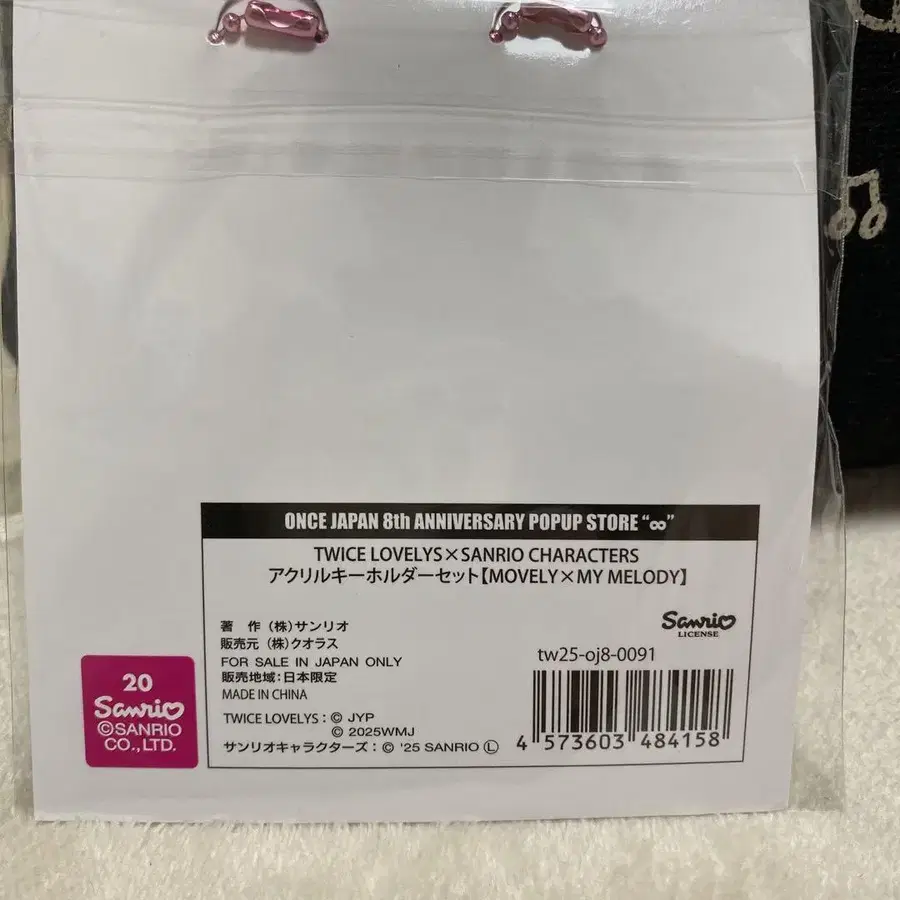 ONCE JAPAN 8th ANNIVERSARY POPUP STORE “∞”
TWICE LOVELYS×SANRIO CHARACTERS
アクリルキーホルダーセット【MOVELY×MY MELODY】
著　作（株）サンリオ
販売元（株）クオラス
FOR SALE IN JAPAN ONLY
販売地域：日本限定
MADE IN CHINA
TWICE LOVELYS：© JYP
© 2025WMJ
サンリオキャラクターズ：© '25 SANRIO Ⓛ
Sanrio
LICENSE
tw25-oj8-0091
4 573603 484158
20
Sanrio
©SANRIO
CO.,LTD.